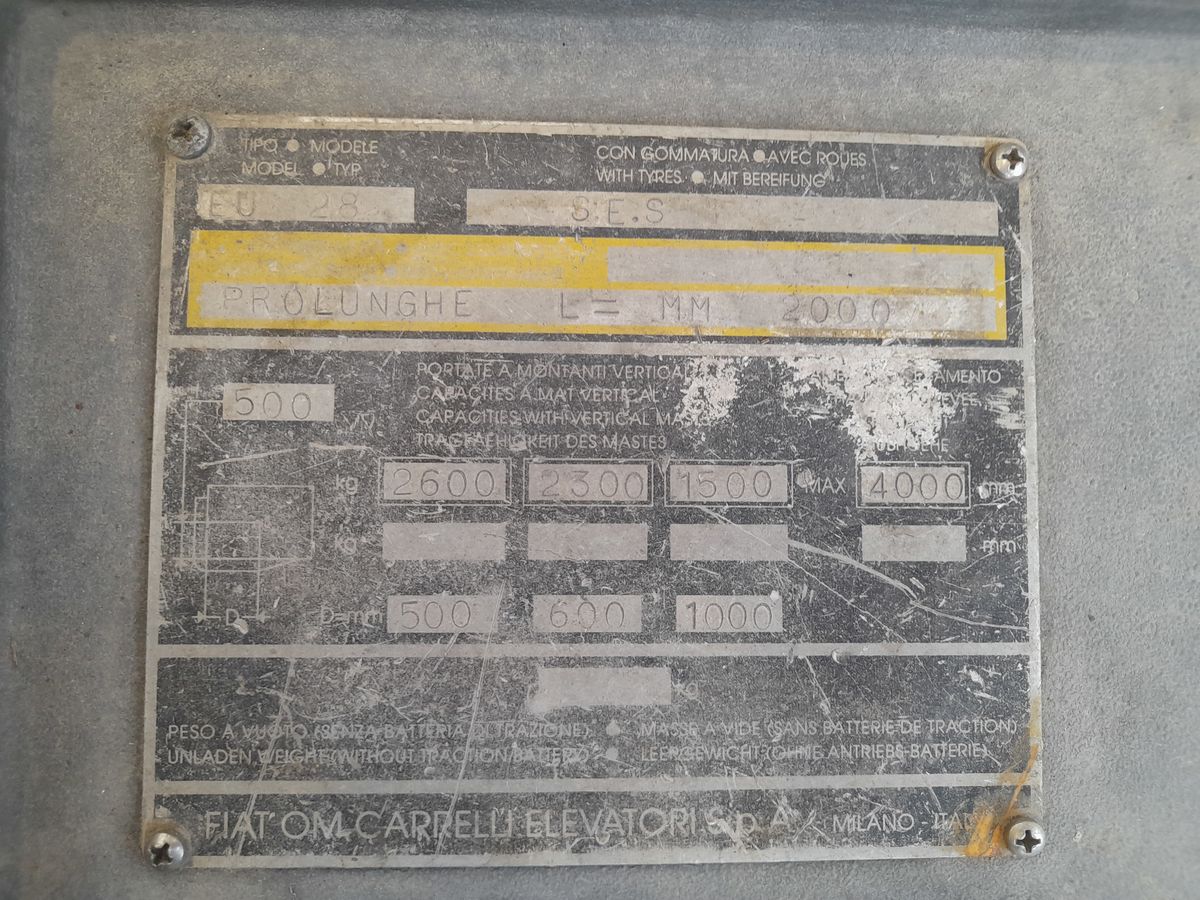 TIPO ● MODELE
MODEL ● TYP
CON GOMMATURA ● AVEC ROUES
WITH TYRES ● MIT BEREIFUNG
EU 28
S.E.S
PROLUNGHE L= MM 2000
PORTATE A MONTANTI VERTICALI
CAPACITES A MAT VERTICAL
CAPACITIES WITH VERTICAL MAST
TRAGFAEHIGKEIT DES MASTES
500
kg 2600 2300 1500 MAX 4000 mm
kg mm
D D=mm 500 600 1000
kg
PESO A VUOTO (SENZA BATTERIA DI TRAZIONE) ● MASSE A VIDE (SANS BATTERIE DE TRACTION)
UNLADEN WEIGHT (WITHOUT TRACTION BATTERY) ● LEERGEWICHT (OHNE ANTRIEBS-BATTERIE)
FIAT OM CARRELLI ELEVATORI S.p.A. MILANO